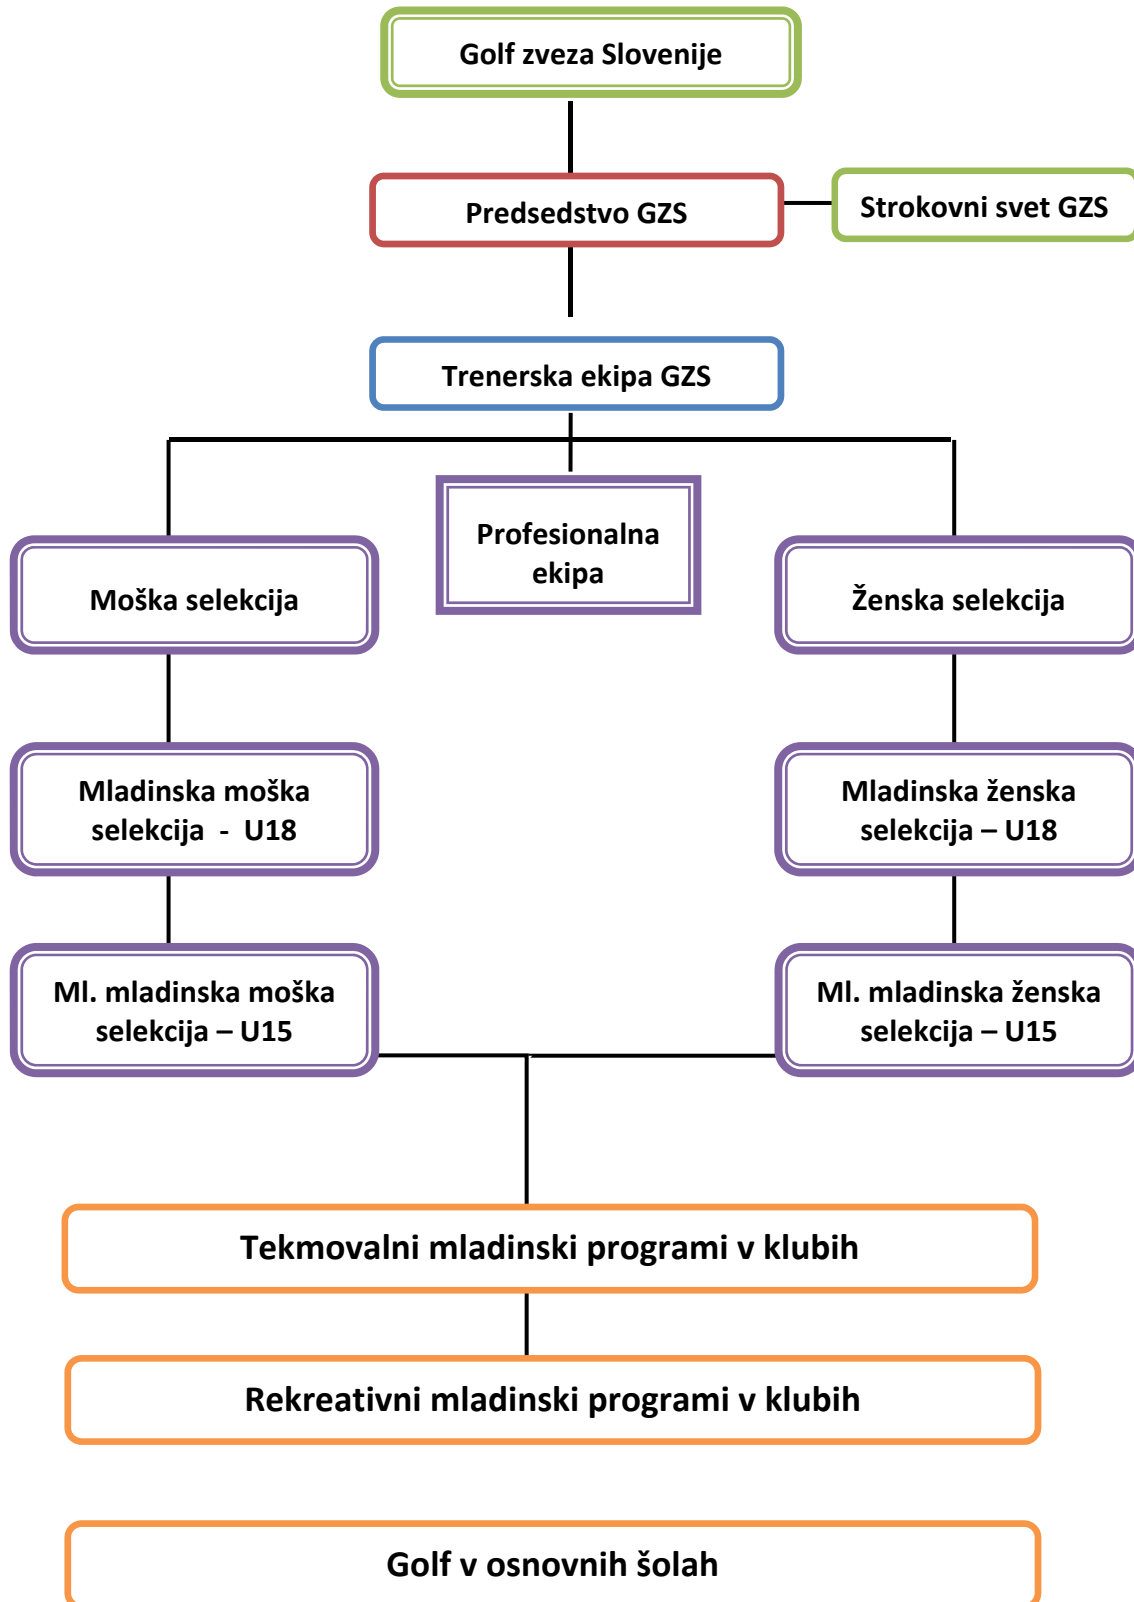 Golf zveza Slovenije
Predsedstvo GZS
Strokovni svet GZS
Trenerska ekipa GZS
Profesionalna
ekipa
Moška selekcija
Ženska selekcija
Mladinska moška
selekcija - U18
Mladinska ženska
selekcija – U18
Ml. mladinska moška
selekcija – U15
Ml. mladinska ženska
selekcija – U15
Tekmovalni mladinski programi v klubih
Rekreativni mladinski programi v klubih
Golf v osnovnih šolah